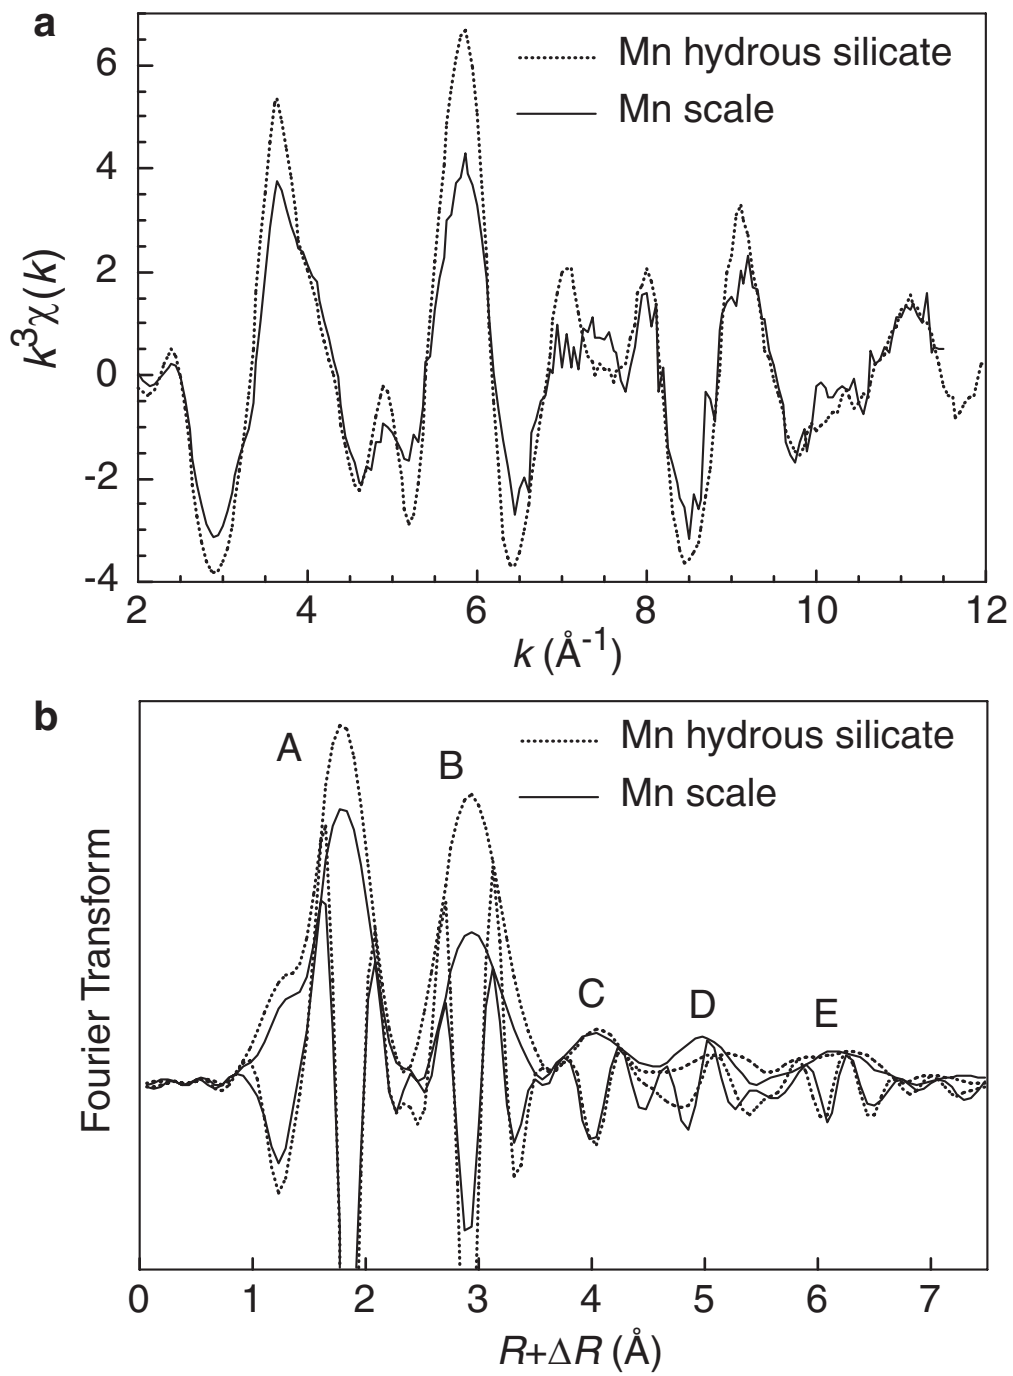 a
Mn hydrous silicate
Mn scale
6
4
2
0
-2
-4
k³χ(k)
2 4 6 8 10 12
k (Å⁻¹)
b
Mn hydrous silicate
Mn scale
A
B
C
D
E
Fourier Transform
0 1 2 3 4 5 6 7
R+ΔR (Å)